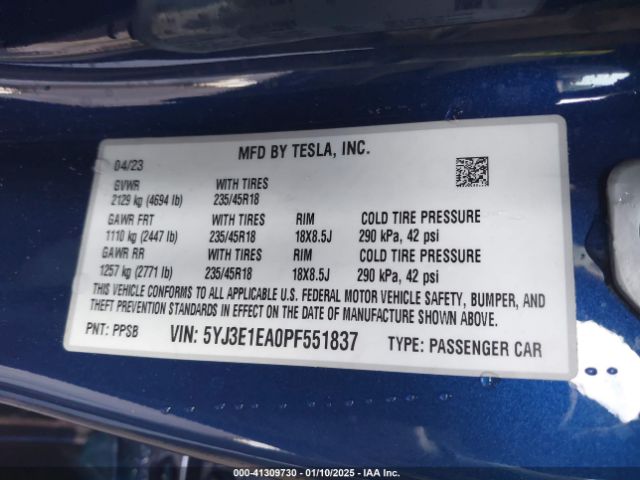 MFD BY TESLA, INC.
04/23
GVWR WITH TIRES
2129 kg (4694 lb) 235/45R18
GAWR FRT WITH TIRES RIM COLD TIRE PRESSURE
1110 kg (2447 lb) 235/45R18 18X8.5J 290 kPa, 42 psi
GAWR RR WITH TIRES RIM COLD TIRE PRESSURE
1257 kg (2771 lb) 235/45R18 18X8.5J 290 kPa, 42 psi
THIS VEHICLE CONFORMS TO ALL APPLICABLE U.S. FEDERAL MOTOR VEHICLE SAFETY, BUMPER, AND
THEFT PREVENTION STANDARDS IN EFFECT ON THE DATE OF MANUFACTURE SHOWN ABOVE.
PNT: PPSB VIN: 5YJ3E1EA0PF551837 TYPE: PASSENGER CAR
000-41309730 - 01/10/2025 - IAA Inc.